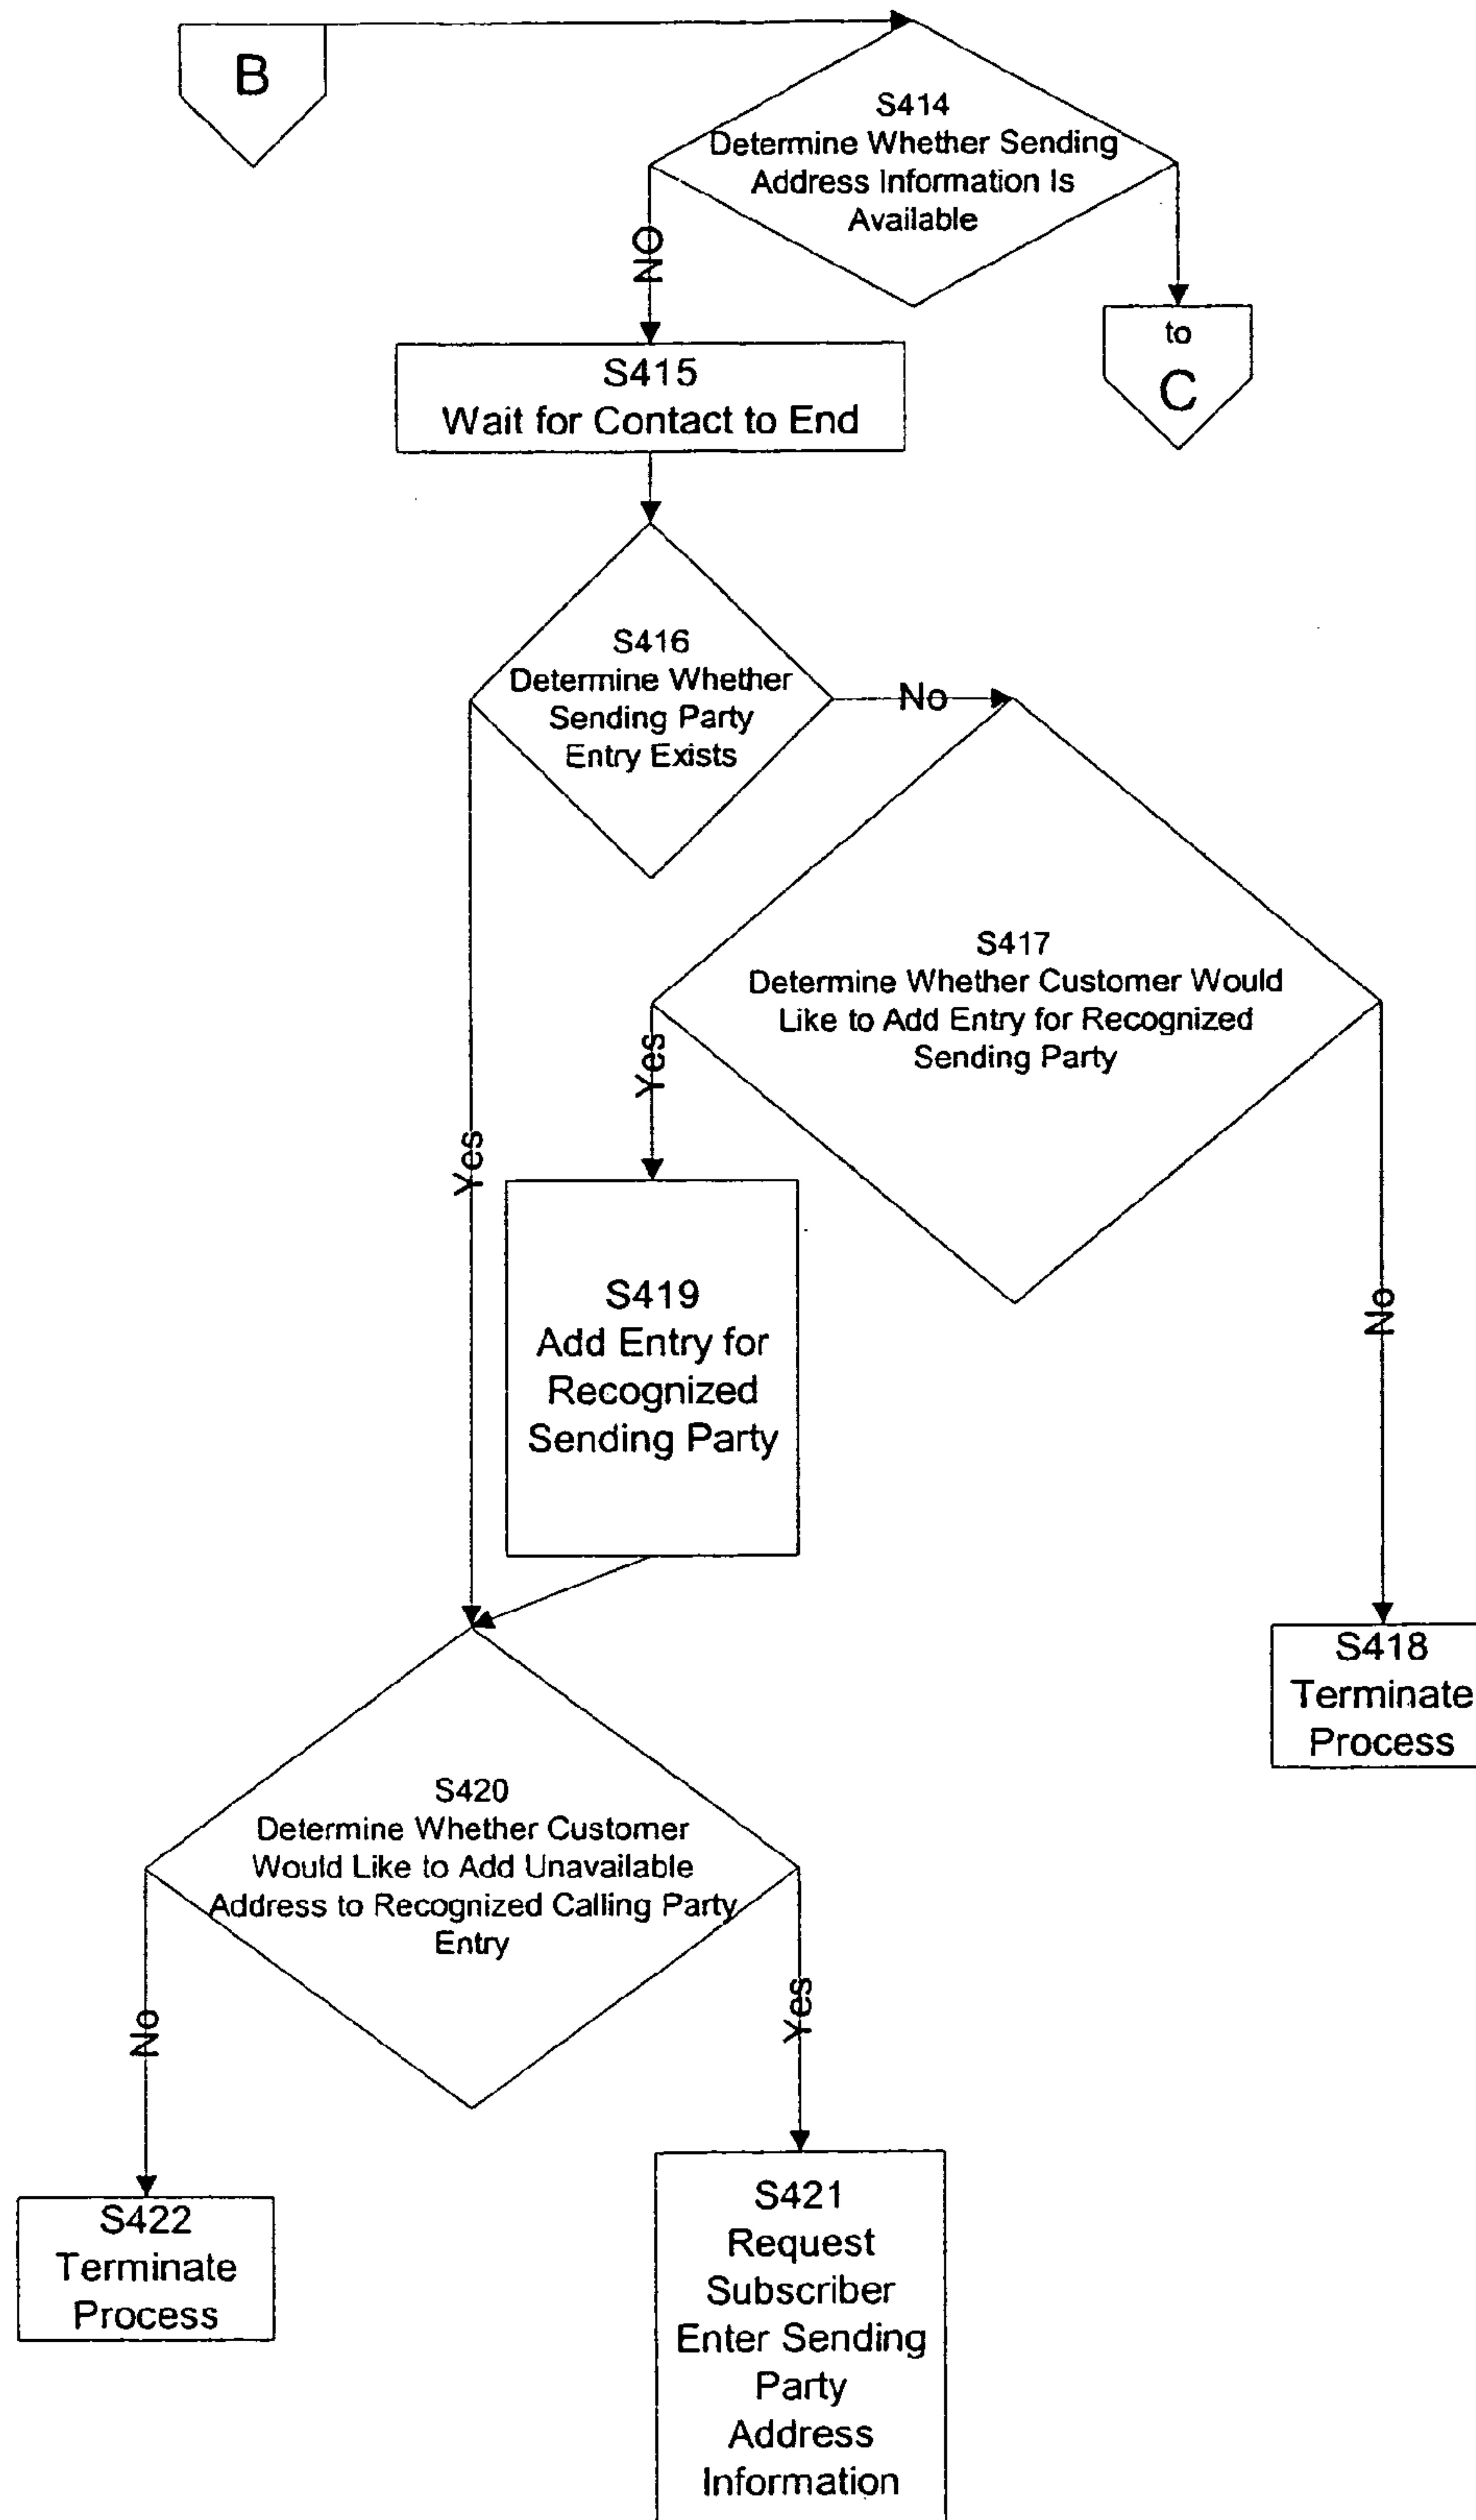 B
S414
Determine Whether Sending
Address Information Is
Available
NO
to
C
S415
Wait for Contact to End
S416
Determine Whether
Sending Party
Entry Exists
No
S417
Determine Whether Customer Would
Like to Add Entry for Recognized
Sending Party
Yes
Yes
S419
Add Entry for
Recognized
Sending Party
No
S418
Terminate
Process
S420
Determine Whether Customer
Would Like to Add Unavailable
Address to Recognized Calling Party
Entry
No
Yes
S422
Terminate
Process
S421
Request
Subscriber
Enter Sending
Party
Address
Information